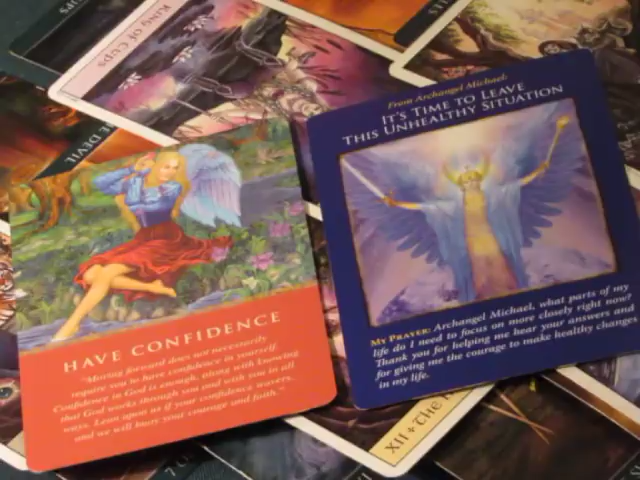 KING OF CUPS
THE DEVIL
From Archangel Michael:
IT'S TIME TO LEAVE
THIS UNHEALTHY SITUATION
MY PRAYER: Archangel Michael, what parts of my
life do I need to focus on more closely right now?
Thank you for helping me hear your answers and
for giving me the courage to make healthy changes
in my life.
HAVE CONFIDENCE
"Moving forward does not necessarily
require you to have confidence in yourself.
Confidence in God is enough, along with knowing
that God works through you and with you in all
ways. Lean upon us if your confidence wavers,
and we will buoy your courage and faith."
XII • THE